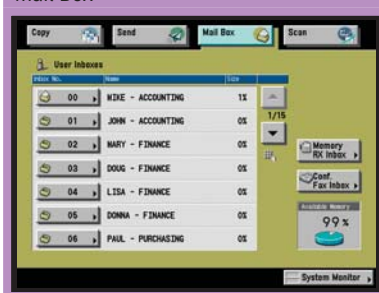 Mail Box
Copy Send Mail Box Scan
User Inboxes
Inbox No. Name Size
00 MIKE - ACCOUNTING 1%
01 JOHN - ACCOUNTING 0%
1/15
02 MARY - FINANCE 0%
Memory
RX Inbox
03 DOUG - FINANCE 0%
Conf.
Fax Inbox
04 LISA - FINANCE 0%
05 DONNA - FINANCE 0%
Available Memory
99 %
06 PAUL - PURCHASING 0%
System Monitor